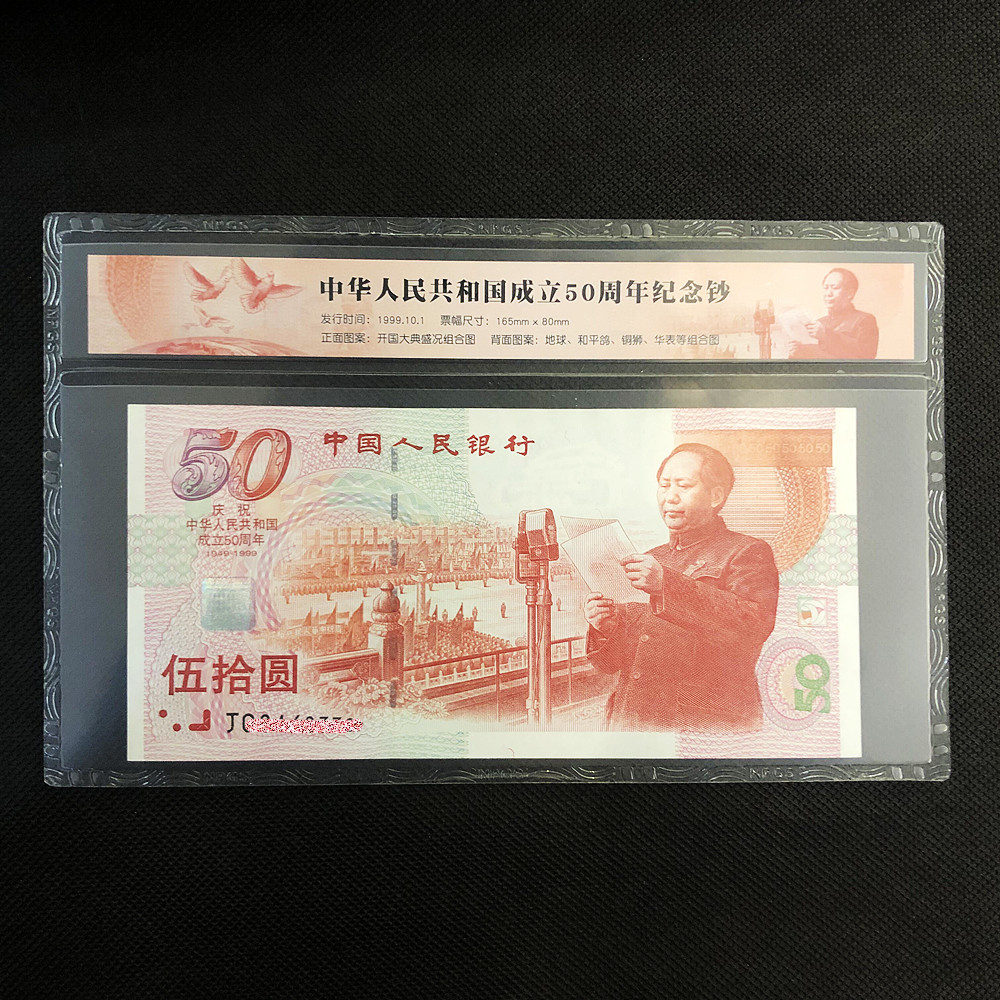 NFGS
NFGS
NFGS
中华人民共和国成立50周年纪念钞
发行时间：1999.10.1 票幅尺寸：165mm x 80mm
正面图案：开国大典盛况组合图 背面图案：地球、和平鸽、铜狮、华表等组合图
50
中国人民银行
庆祝
中华人民共和国
成立50周年
1949-1999
伍拾圆
50
NFGS